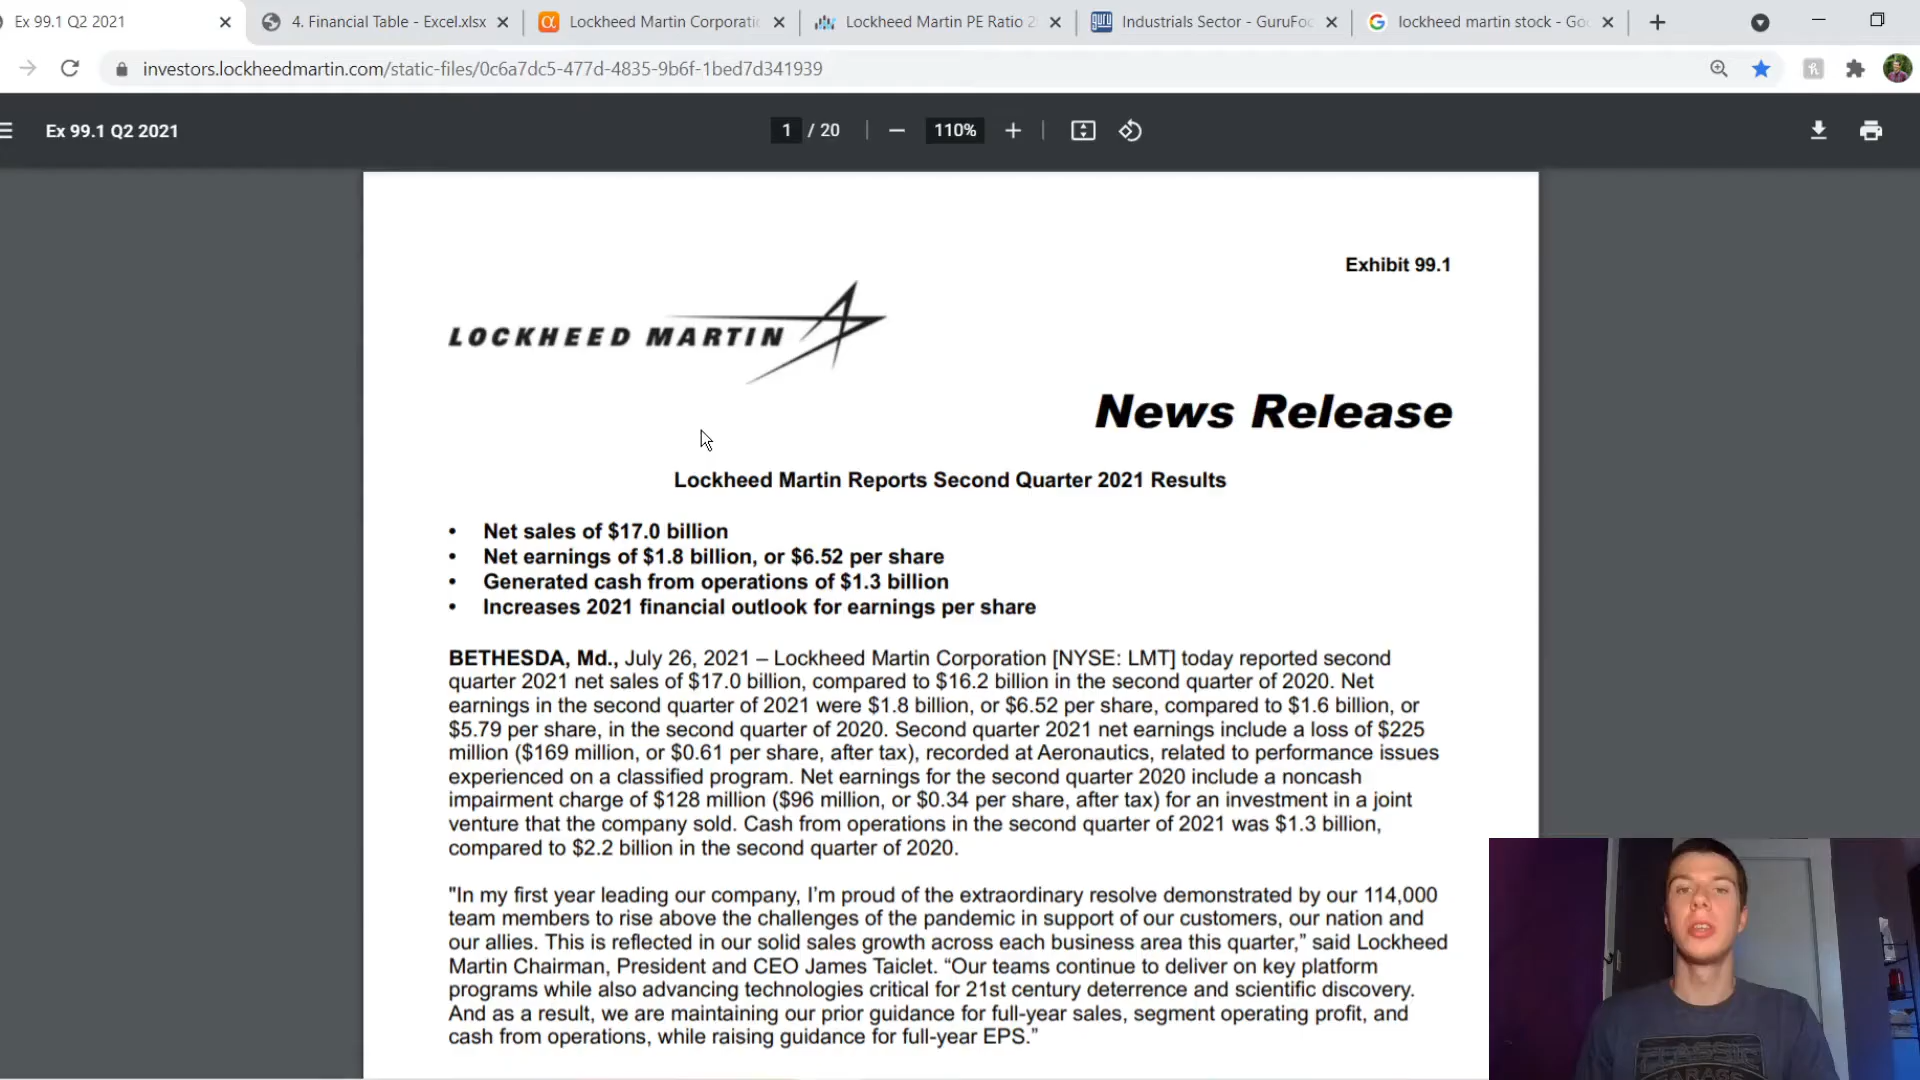 Ex 99.1 Q2 2021
4. Financial Table - Excel.xlsx
Lockheed Martin Corporatic
Lockheed Martin PE Ratio 2
Industrials Sector - GuruFoc
lockheed martin stock - Goo
investors.lockheedmartin.com/static-files/0c6a7dc5-477d-4835-9b6f-1bed7d341939
Ex 99.1 Q2 2021
1 / 20
110%
Exhibit 99.1
LOCKHEED MARTIN
News Release
Lockheed Martin Reports Second Quarter 2021 Results
• Net sales of $17.0 billion
• Net earnings of $1.8 billion, or $6.52 per share
• Generated cash from operations of $1.3 billion
• Increases 2021 financial outlook for earnings per share
BETHESDA, Md., July 26, 2021 – Lockheed Martin Corporation [NYSE: LMT] today reported second
quarter 2021 net sales of $17.0 billion, compared to $16.2 billion in the second quarter of 2020. Net
earnings in the second quarter of 2021 were $1.8 billion, or $6.52 per share, compared to $1.6 billion, or
$5.79 per share, in the second quarter of 2020. Second quarter 2021 net earnings include a loss of $225
million ($169 million, or $0.61 per share, after tax), recorded at Aeronautics, related to performance issues
experienced on a classified program. Net earnings for the second quarter 2020 include a noncash
impairment charge of $128 million ($96 million, or $0.34 per share, after tax) for an investment in a joint
venture that the company sold. Cash from operations in the second quarter of 2021 was $1.3 billion,
compared to $2.2 billion in the second quarter of 2020.
"In my first year leading our company, I’m proud of the extraordinary resolve demonstrated by our 114,000
team members to rise above the challenges of the pandemic in support of our customers, our nation and
our allies. This is reflected in our solid sales growth across each business area this quarter,” said Lockheed
Martin Chairman, President and CEO James Taiclet. “Our teams continue to deliver on key platform
programs while also advancing technologies critical for 21st century deterrence and scientific discovery.
And as a result, we are maintaining our prior guidance for full-year sales, segment operating profit, and
cash from operations, while raising guidance for full-year EPS.”
CLASSIC
GARAGE